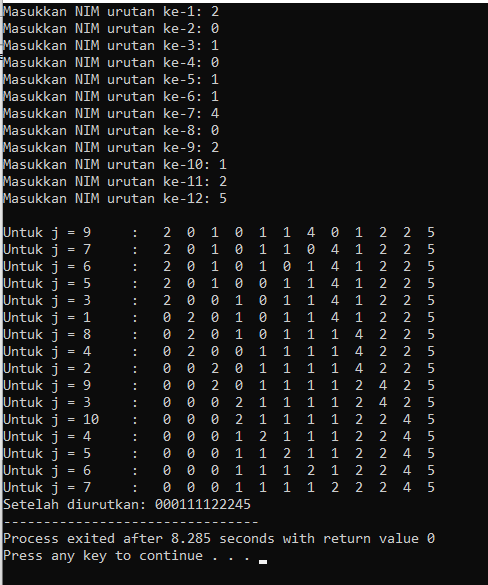 Masukkan NIM urutan ke-1: 2
Masukkan NIM urutan ke-2: 0
Masukkan NIM urutan ke-3: 1
Masukkan NIM urutan ke-4: 0
Masukkan NIM urutan ke-5: 1
Masukkan NIM urutan ke-6: 1
Masukkan NIM urutan ke-7: 4
Masukkan NIM urutan ke-8: 0
Masukkan NIM urutan ke-9: 2
Masukkan NIM urutan ke-10: 1
Masukkan NIM urutan ke-11: 2
Masukkan NIM urutan ke-12: 5
Untuk j = 9     :   2  0  1  0  1  1  4  0  1  2  2  5
Untuk j = 7     :   2  0  1  0  1  1  0  4  1  2  2  5
Untuk j = 6     :   2  0  1  0  1  0  1  4  1  2  2  5
Untuk j = 5     :   2  0  1  0  0  1  1  4  1  2  2  5
Untuk j = 3     :   2  0  0  1  0  1  1  4  1  2  2  5
Untuk j = 1     :   0  2  0  1  0  1  1  4  1  2  2  5
Untuk j = 8     :   0  2  0  1  0  1  1  1  4  2  2  5
Untuk j = 4     :   0  2  0  0  1  1  1  1  4  2  2  5
Untuk j = 2     :   0  0  2  0  1  1  1  1  4  2  2  5
Untuk j = 9     :   0  0  2  0  1  1  1  1  2  4  2  5
Untuk j = 3     :   0  0  0  2  1  1  1  1  2  4  2  5
Untuk j = 10    :   0  0  0  2  1  1  1  1  2  2  4  5
Untuk j = 4     :   0  0  0  1  2  1  1  1  2  2  4  5
Untuk j = 5     :   0  0  0  1  1  2  1  1  2  2  4  5
Untuk j = 6     :   0  0  0  1  1  1  2  1  2  2  4  5
Untuk j = 7     :   0  0  0  1  1  1  1  2  2  2  4  5
Setelah diurutkan: 000111122245
--------------------------------
Process exited after 8.285 seconds with return value 0
Press any key to continue . . .